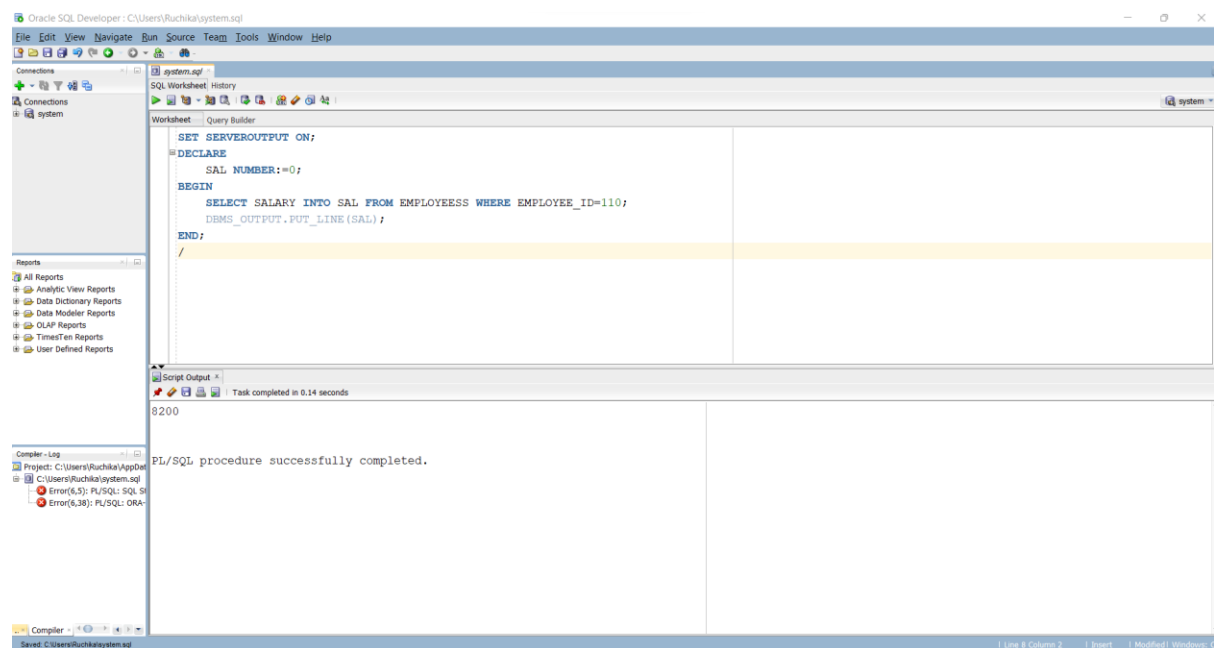 Oracle SQL Developer : C:\Users\Ruchika\system.sql
File Edit View Navigate Run Source Team Tools Window Help
Connections
system.sql
SQL Worksheet History
Connections
system
system
Worksheet Query Builder
SET SERVEROUTPUT ON;
DECLARE
SAL NUMBER:=0;
BEGIN
SELECT SALARY INTO SAL FROM EMPLOYEESS WHERE EMPLOYEE_ID=110;
DBMS_OUTPUT.PUT_LINE(SAL);
END;
/
Reports
All Reports
Analytic View Reports
Data Dictionary Reports
Data Modeler Reports
OLAP Reports
TimesTen Reports
User Defined Reports
Script Output
Task completed in 0.14 seconds
8200
PL/SQL procedure successfully completed.
Compiler - Log
Project: C:\Users\Ruchika\AppDat
C:\Users\Ruchika\system.sql
Error(6,5): PL/SQL: SQL S
Error(6,38): PL/SQL: ORA-
Compiler
Saved: C:\Users\Ruchika\system.sql
Line 8 Column 2 | Insert | Modified | Windows: